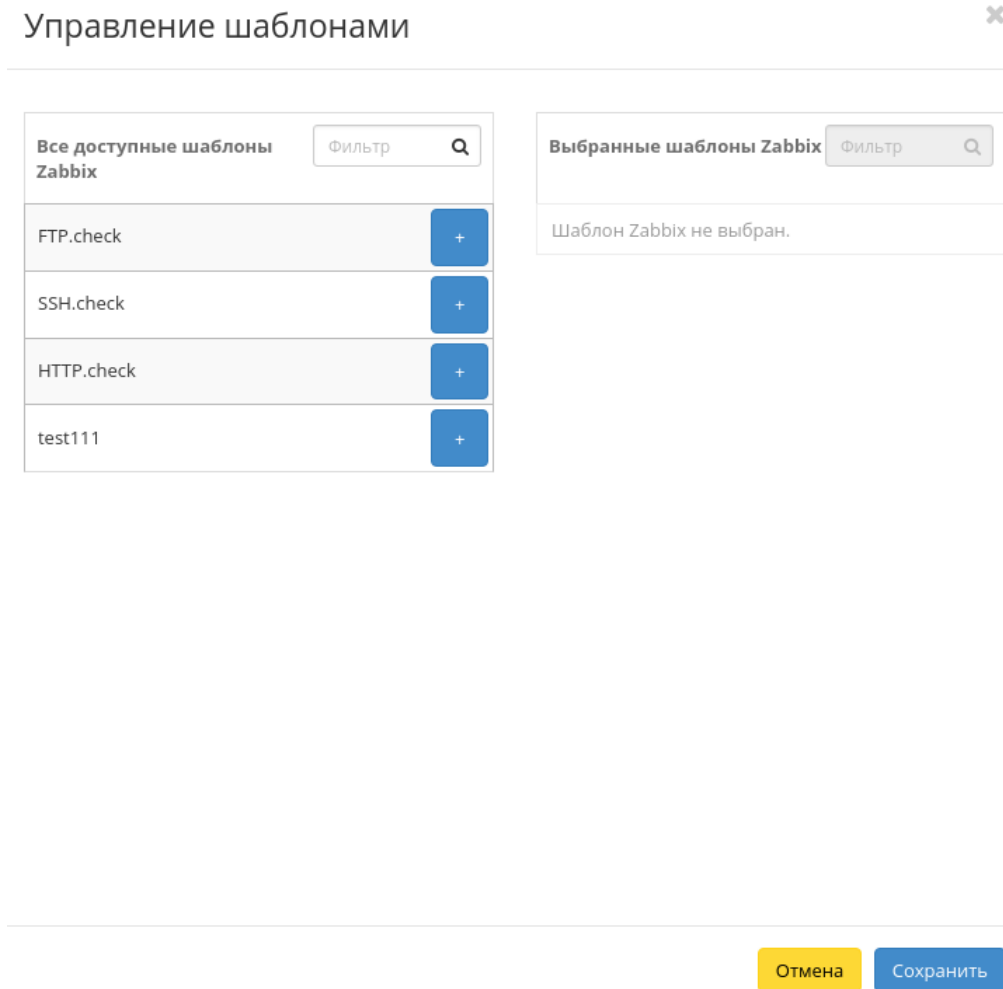 Управление шаблонами
Все доступные шаблоны
Zabbix
Фильтр
FTP.check
+
SSH.check
+
HTTP.check
+
test111
+
Выбранные шаблоны Zabbix
Фильтр
Шаблон Zabbix не выбран.
Отмена
Сохранить